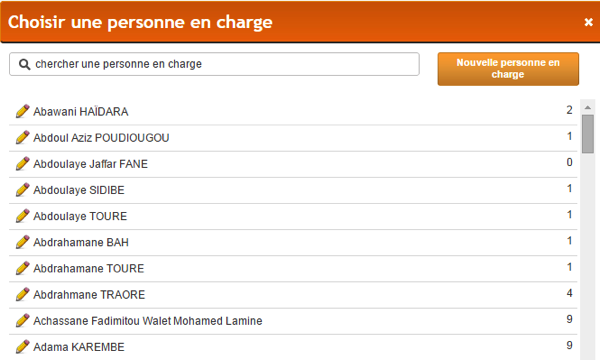 Choisir une personne en charge
chercher une personne en charge
Nouvelle personne en
charge
Abawani HAÏDARA 2
Abdoul Aziz POUDIOUGOU 1
Abdoulaye Jaffar FANE 0
Abdoulaye SIDIBE 1
Abdoulaye TOURE 1
Abdrahamane BAH 1
Abdrahamane TOURE 1
Abdrahmane TRAORE 4
Achassane Fadimitou Walet Mohamed Lamine 9
Adama KAREMBE 9